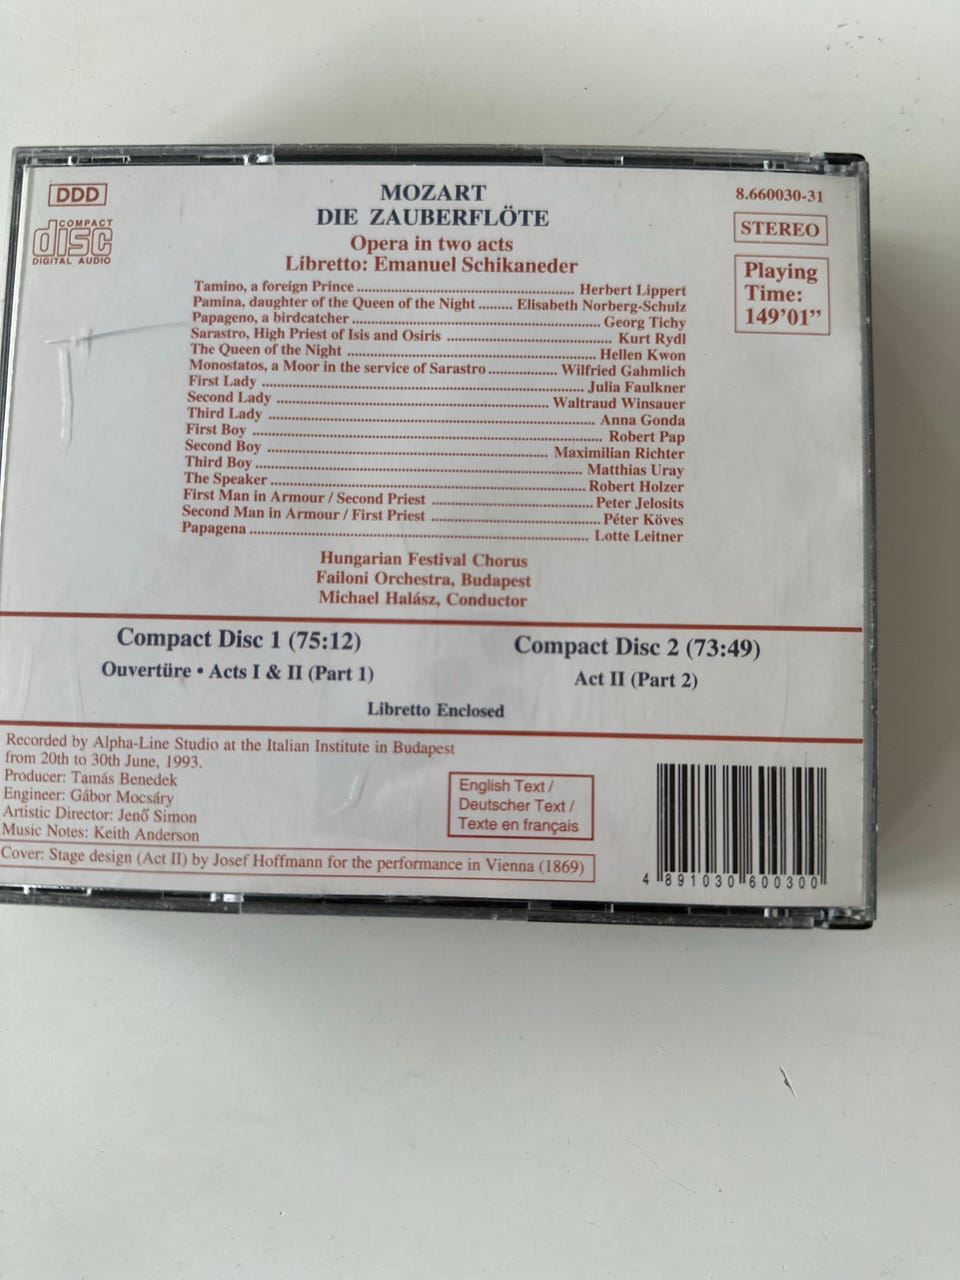 DDD
COMPACT
disc
DIGITAL AUDIO
MOZART
DIE ZAUBERFLÖTE
Opera in two acts
Libretto: Emanuel Schikaneder
8.660030-31
STEREO
Playing
Time:
149'01”
Tamino, a foreign Prince ........ Herbert Lippert
Pamina, daughter of the Queen of the Night ........ Elisabeth Norberg-Schulz
Papageno, a birdcatcher ........ Georg Tichy
Sarastro, High Priest of Isis and Osiris ........ Kurt Rydl
The Queen of the Night ........ Hellen Kwon
Monostatos, a Moor in the service of Sarastro ........ Wilfried Gahmlich
First Lady ........ Julia Faulkner
Second Lady ........ Waltraud Winsauer
Third Lady ........ Anna Gonda
First Boy ........ Robert Pap
Second Boy ........ Maximilian Richter
Third Boy ........ Matthias Uray
The Speaker ........ Robert Holzer
First Man in Armour / Second Priest ........ Peter Jelosits
Second Man in Armour / First Priest ........ Péter Köves
Papagena ........ Lotte Leitner
Hungarian Festival Chorus
Failoni Orchestra, Budapest
Michael Halász, Conductor
Compact Disc 1 (75:12)
Ouvertüre • Acts I & II (Part 1)
Compact Disc 2 (73:49)
Act II (Part 2)
Libretto Enclosed
Recorded by Alpha-Line Studio at the Italian Institute in Budapest
from 20th to 30th June, 1993.
Producer: Tamás Benedek
Engineer: Gábor Mocsáry
Artistic Director: Jenő Simon
Music Notes: Keith Anderson
Cover: Stage design (Act II) by Josef Hoffmann for the performance in Vienna (1869)
English Text /
Deutscher Text /
Texte en français
4 891030 600300